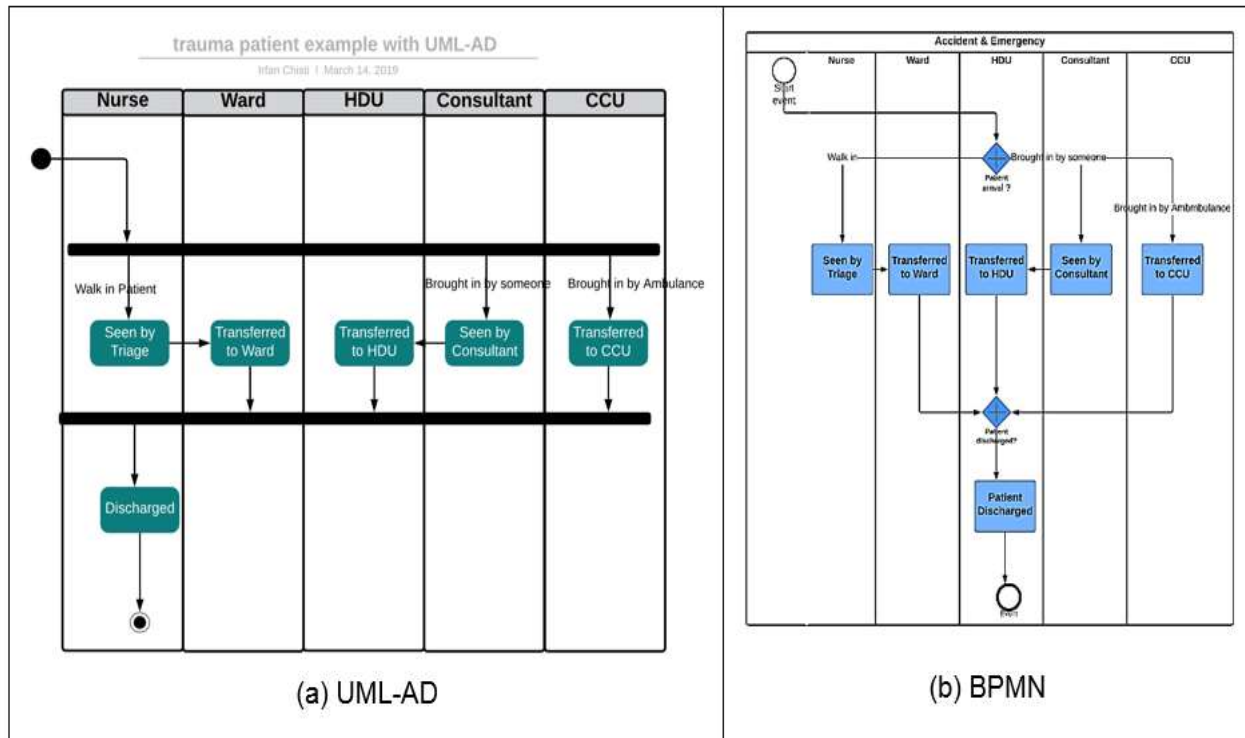 trauma patient example with UML-AD
Irfan Chisti | March 14, 2019
Nurse Ward HDU Consultant CCU
Walk in Patient
Brought in by someone
Brought in by Ambulance
Seen by
Triage
Transferred
to Ward
Transferred
to HDU
Seen by
Consultant
Transferred
to CCU
Discharged
(a) UML-AD
Accident & Emergency
Nurse Ward HDU Consultant CCU
Start
event
Walk in
Brought in by someone
Patient
arrival ?
Brought in by Ambmbulance
Seen by
Triage
Transferred
to Ward
Transferred
to HDU
Seen by
Consultant
Transferred
to CCU
Patient
discharged?
Patient
Discharged
Event
(b) BPMN